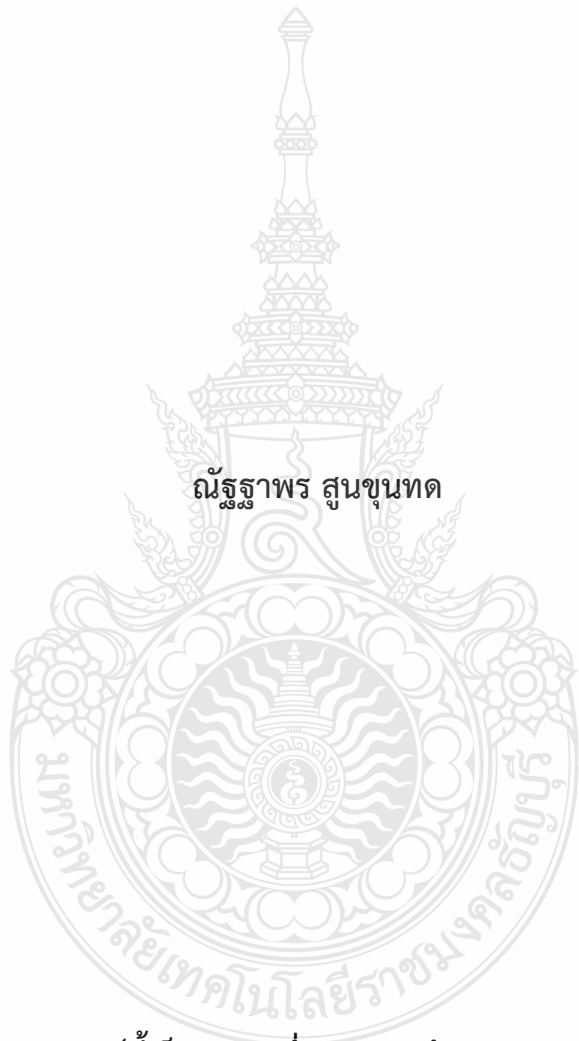 ณัฐฐาพร สูนขุนทด
มหาวิทยาลัยเทคโนโลยีราชมงคลธัญบุรี